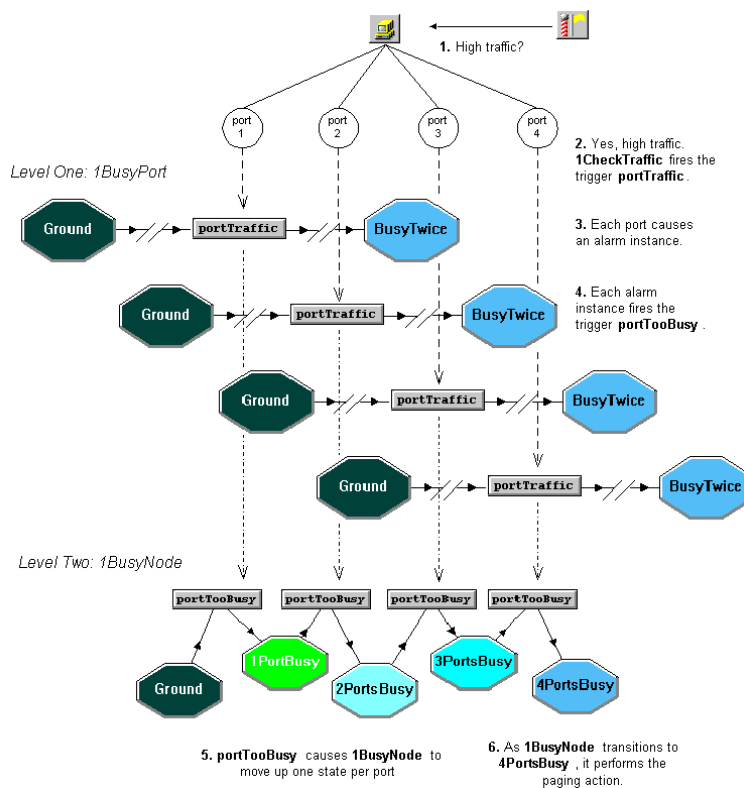 1. High traffic?
port
1
port
2
port
3
port
4
2. Yes, high traffic.
1CheckTraffic fires the
trigger portTraffic .
Level One: 1BusyPort
Ground
portTraffic
BusyTwice
3. Each port causes
an alarm instance.
Ground
portTraffic
BusyTwice
4. Each alarm
instance fires the
trigger portTooBusy .
Ground
portTraffic
BusyTwice
Ground
portTraffic
BusyTwice
Level Two: 1BusyNode
portTooBusy
portTooBusy
portTooBusy
portTooBusy
Ground
1PortBusy
2PortsBusy
3PortsBusy
4PortsBusy
5. portTooBusy causes 1BusyNode to
move up one state per port
6. As 1BusyNode transitions to
4PortsBusy , it performs the
paging action.